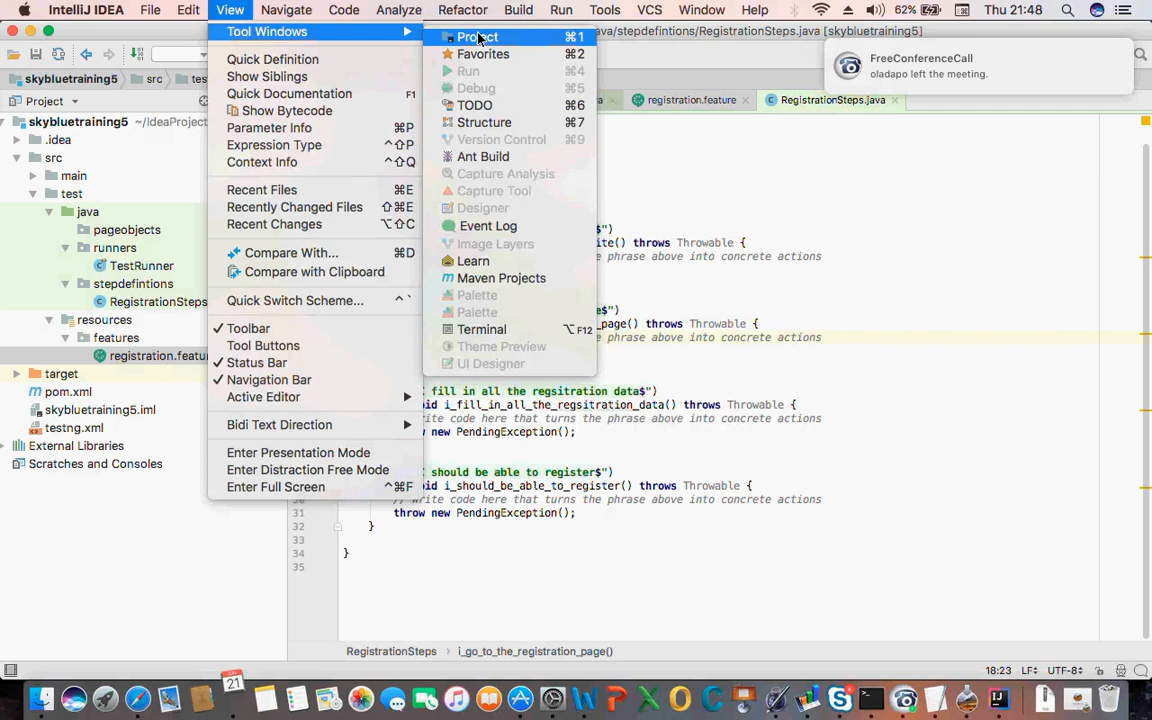 IntelliJ IDEA File Edit View Navigate Code Analyze Refactor Build Run Tools VCS Window Help 62% Thu 21:48
/java/stepdefintions/RegistrationSteps.java [skybluetraining5]
skybluetraining5 src
Project
registration.feature RegistrationSteps.java
FreeConferenceCall
oladapo left the meeting.
skybluetraining5 ~/IdeaProject
.idea
src
main
test
java
pageobjects
runners
TestRunner
stepdefintions
RegistrationSteps
resources
features
target
pom.xml
skybluetraining5.iml
testng.xml
External Libraries
Scratches and Consoles
Tool Windows
Quick Definition
Show Siblings
Quick Documentation F1
Show Bytecode
Parameter Info ⌘P
Expression Type ^⇧P
Context Info ^⇧Q
Recent Files ⌘E
Recently Changed Files ⇧⌘E
Recent Changes ⌥⇧C
Compare With... ⌘D
Compare with Clipboard
Quick Switch Scheme... ^`
✓ Toolbar
Tool Buttons
✓ Status Bar
✓ Navigation Bar
Active Editor
Bidi Text Direction
Enter Presentation Mode
Enter Distraction Free Mode
Enter Full Screen ^⌘F
Project ⌘1
Favorites ⌘2
Run ⌘4
Debug ⌘5
TODO ⌘6
Structure ⌘7
Version Control ⌘9
Ant Build
Capture Analysis
Capture Tool
Designer
Event Log
Image Layers
Learn
Maven Projects
Palette
Palette
Terminal ⌥F12
Theme Preview
UI Designer
throws Throwable {
phrase above into concrete actions
_page() throws Throwable {
phrase above into concrete actions
fill in all the regsitration data$")
i_fill_in_all_the_regsitration_data() throws Throwable {
code here that turns the phrase above into concrete actions
new PendingException();
should be able to register$")
i_should_be_able_to_register() throws Throwable {
// write code here that turns the phrase above into concrete actions
throw new PendingException();
}
}
31
32
33
34
35
RegistrationSteps i_go_to_the_registration_page()
18:23 LF UTF-8
JUN
21